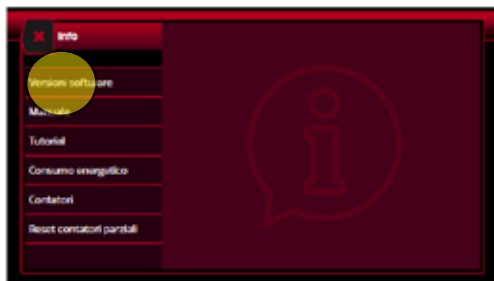 Info
Versioni software
Manuale
Tutorial
Consumo energetico
Contatori
Reset contatori parziali